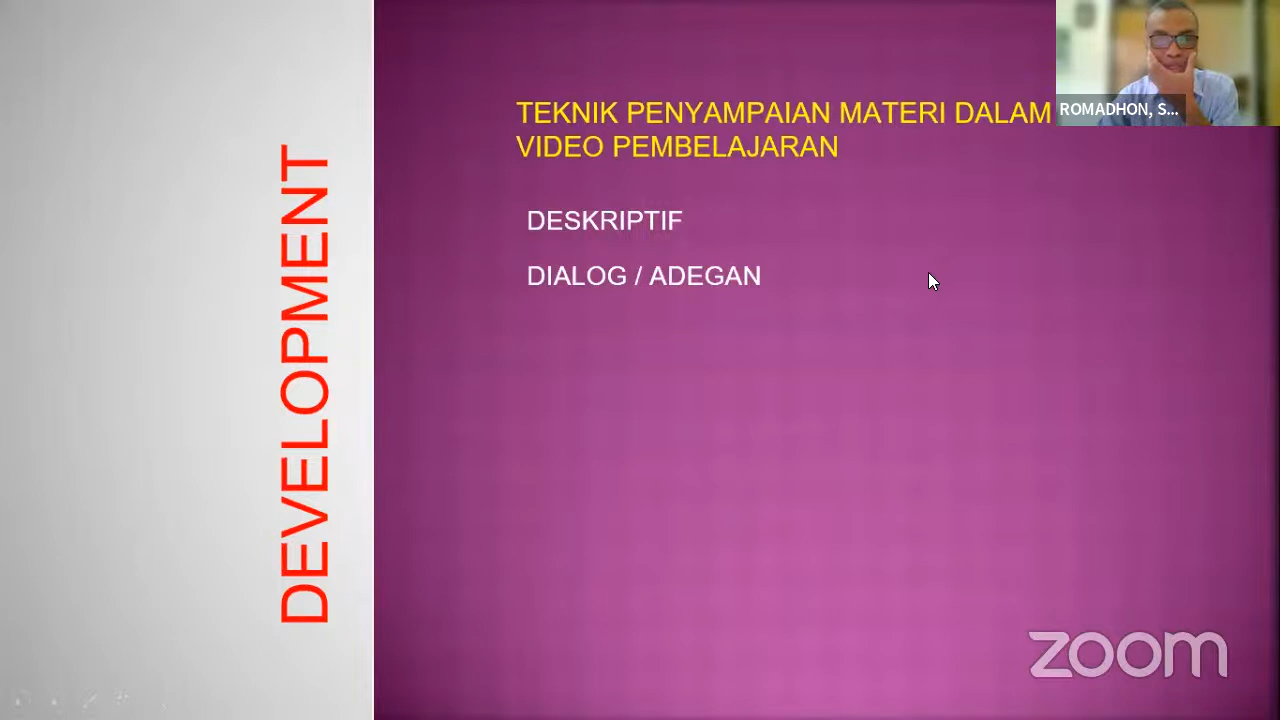 DEVELOPMENT
TEKNIK PENYAMPAIAN MATERI DALAM
VIDEO PEMBELAJARAN
DESKRIPTIF
DIALOG / ADEGAN
ROMADHON, S...
zoom